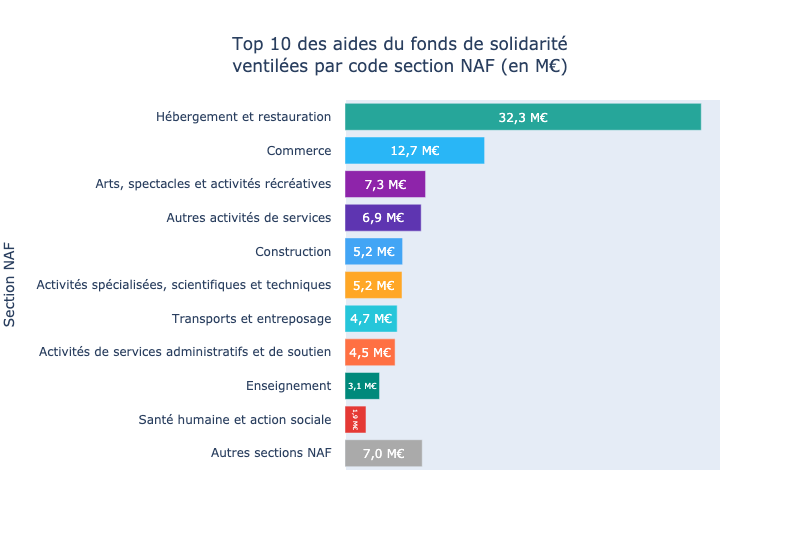 Top 10 des aides du fonds de solidarité
ventilées par code section NAF (en M€)
Section NAF
Hébergement et restauration 32,3 M€
Commerce 12,7 M€
Arts, spectacles et activités récréatives 7,3 M€
Autres activités de services 6,9 M€
Construction 5,2 M€
Activités spécialisées, scientifiques et techniques 5,2 M€
Transports et entreposage 4,7 M€
Activités de services administratifs et de soutien 4,5 M€
Enseignement 3,1 M€
Santé humaine et action sociale 1,9 M€
Autres sections NAF 7,0 M€